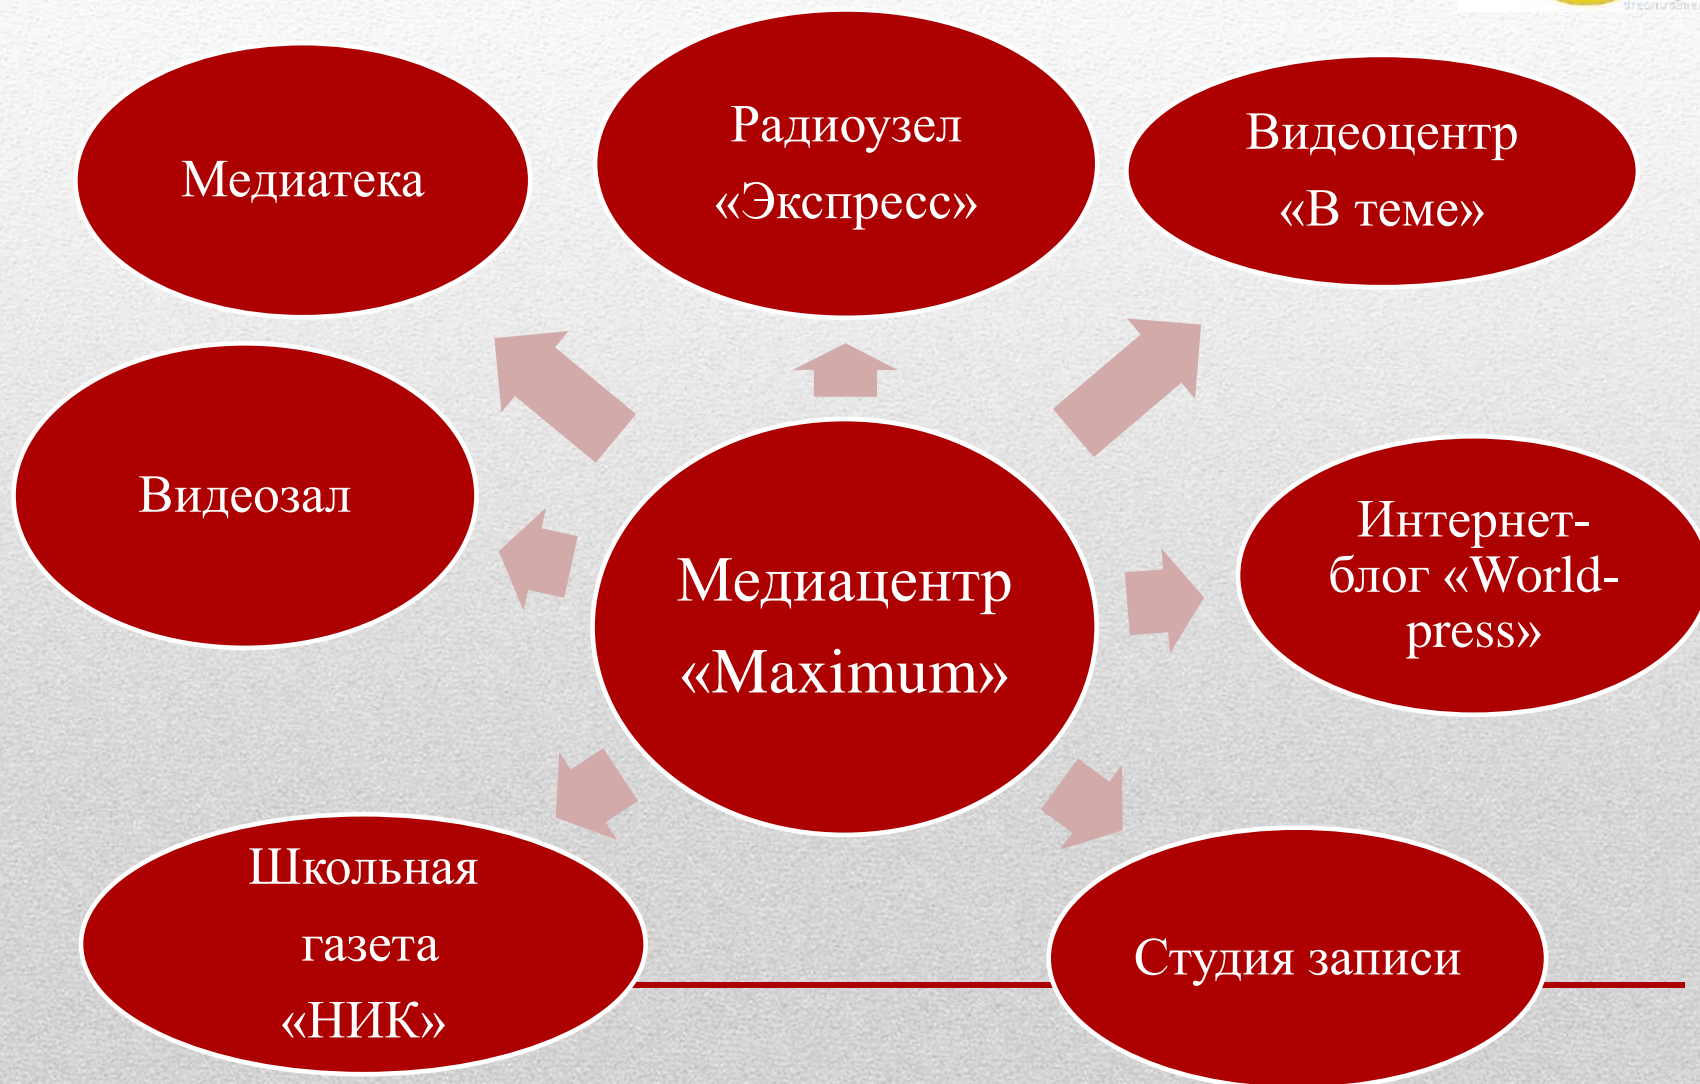 Медиатека
Радиоузел
«Экспресс»
Видеоцентр
«В теме»
Видеозал
Медиацентр
«Maximum»
Интернет-
блог «World-
press»
Школьная
газета
«НИК»
Студия записи